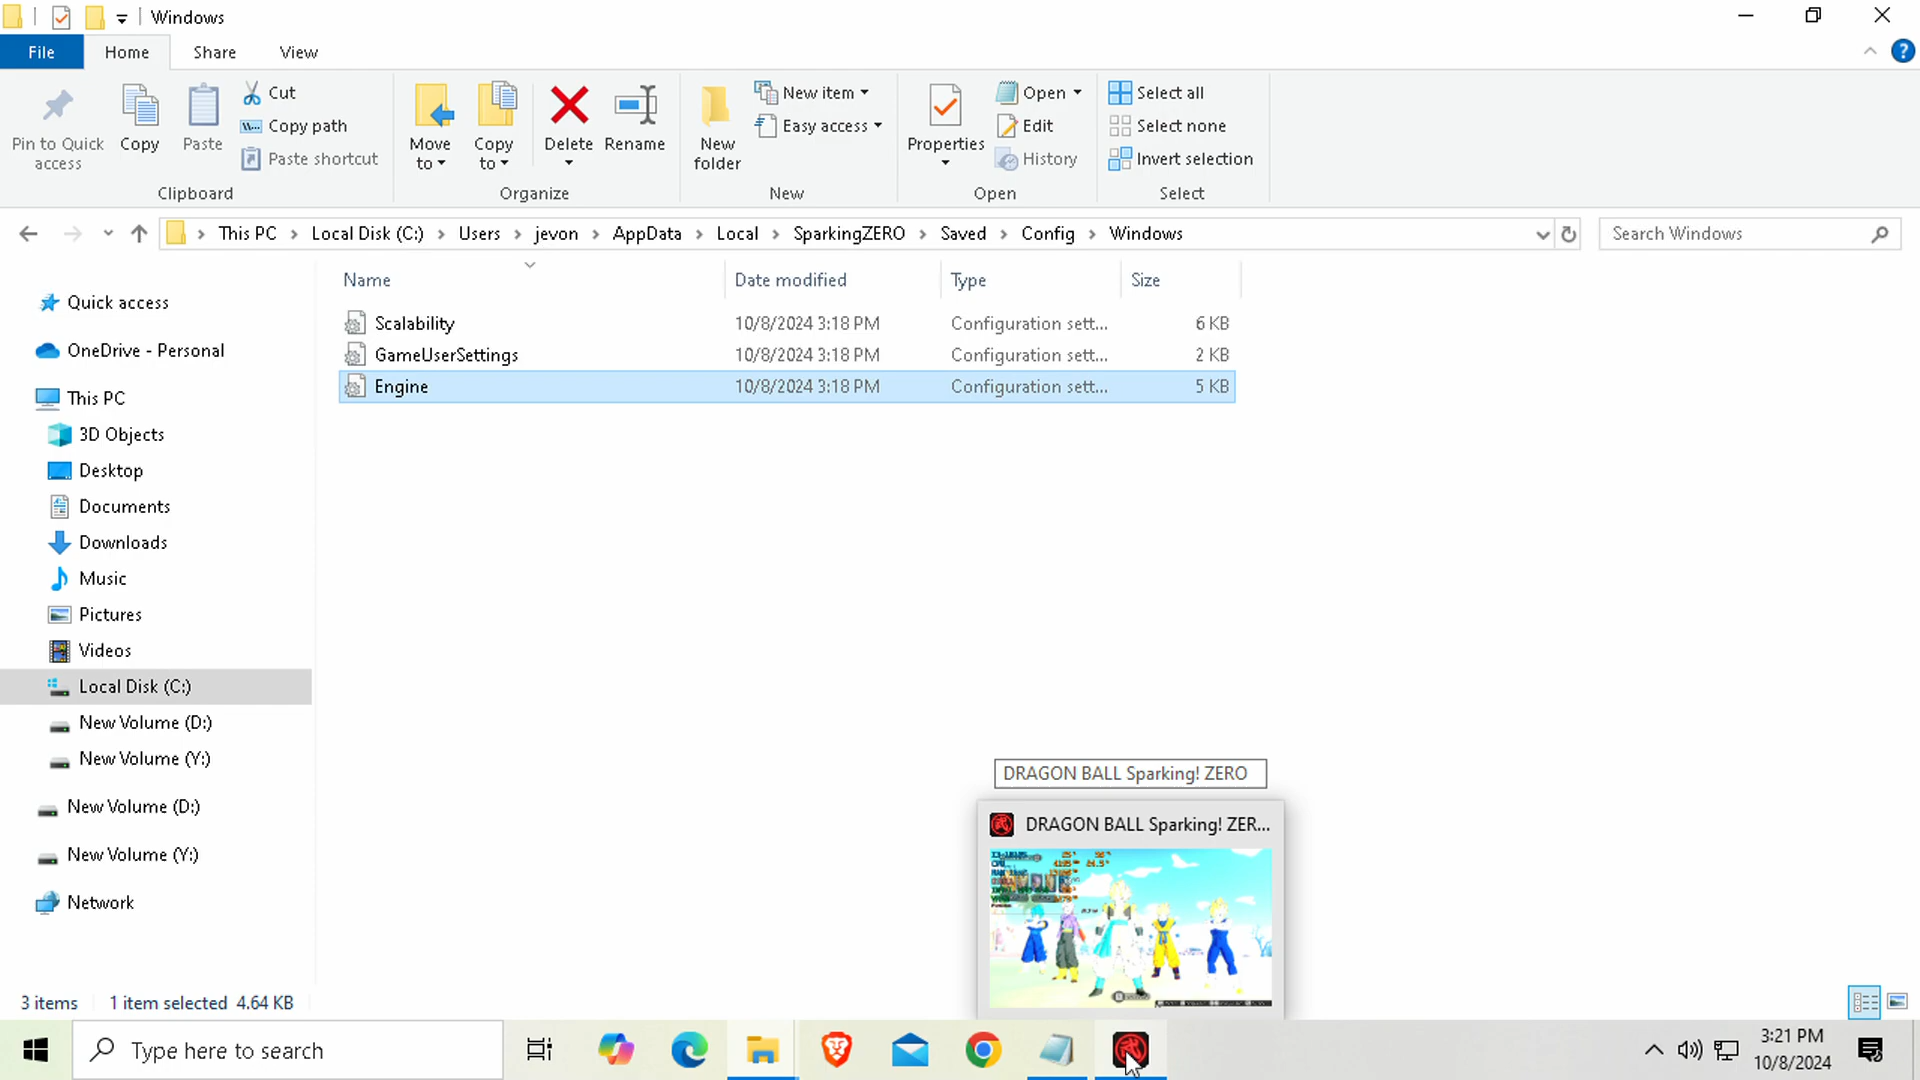 Windows
File Home Share View
Pin to Quick access
Copy
Paste
Cut
Copy path
Paste shortcut
Clipboard
Move to
Copy to
Delete
Rename
Organize
New folder
New item
Easy access
New
Properties
Open
Edit
History
Open
Select all
Select none
Invert selection
Select
This PC > Local Disk (C:) > Users > jevon > AppData > Local > SparkingZERO > Saved > Config > Windows
Search Windows
Name Date modified Type Size
Scalability 10/8/2024 3:18 PM Configuration sett... 6 KB
GameUserSettings 10/8/2024 3:18 PM Configuration sett... 2 KB
Engine 10/8/2024 3:18 PM Configuration sett... 5 KB
Quick access
OneDrive - Personal
This PC
3D Objects
Desktop
Documents
Downloads
Music
Pictures
Videos
Local Disk (C:)
New Volume (D:)
New Volume (Y:)
New Volume (D:)
New Volume (Y:)
Network
DRAGON BALL Sparking! ZERO
DRAGON BALL Sparking! ZER...
3 items 1 item selected 4.64 KB
Type here to search
3:21 PM
10/8/2024